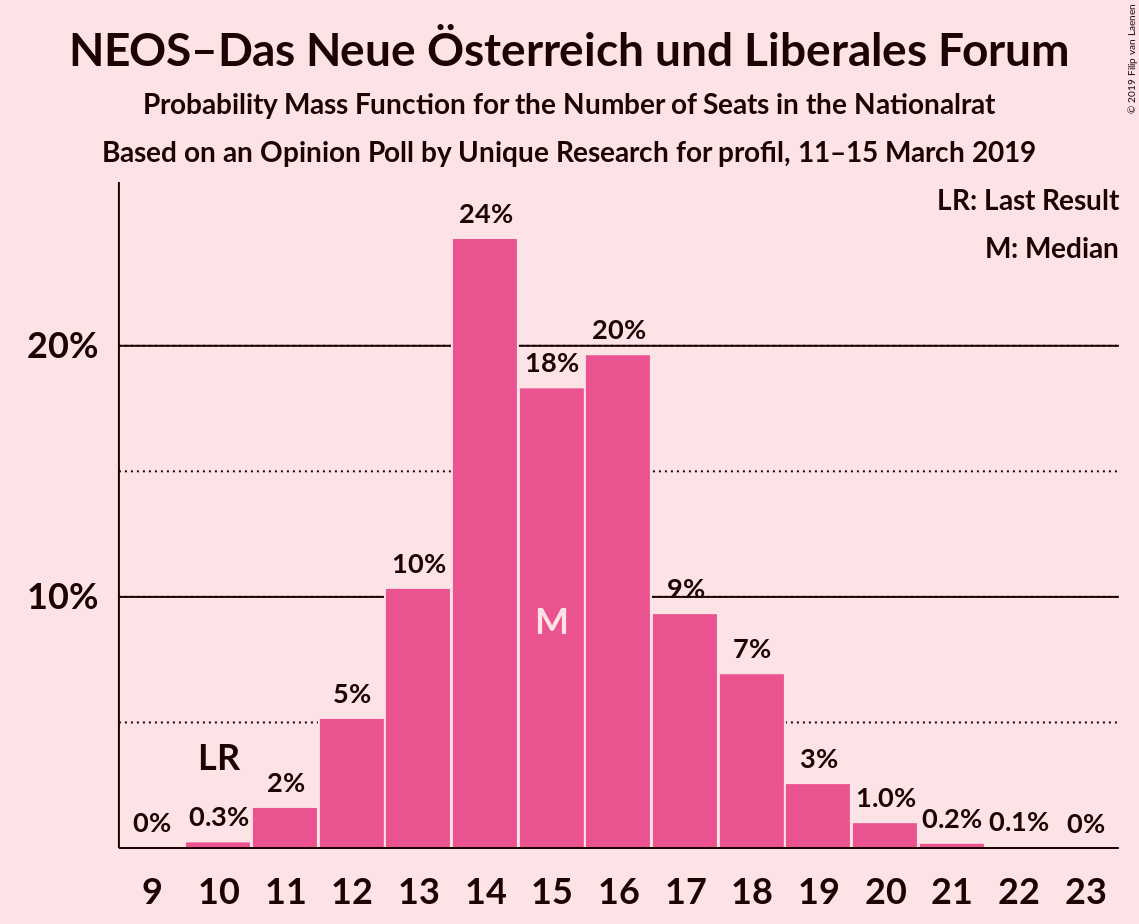 NEOS–Das Neue Österreich und Liberales Forum
Probability Mass Function for the Number of Seats in the Nationalrat
Based on an Opinion Poll by Unique Research for profil, 11–15 March 2019
© 2019 Filip van Laenen
LR: Last Result
M: Median
24%
20%
20%
18%
10%
10%
9%
M
7%
5%
LR
3%
2%
1.0%
0%
0.3%
0.2%
0.1%
0%
9 10 11 12 13 14 15 16 17 18 19 20 21 22 23